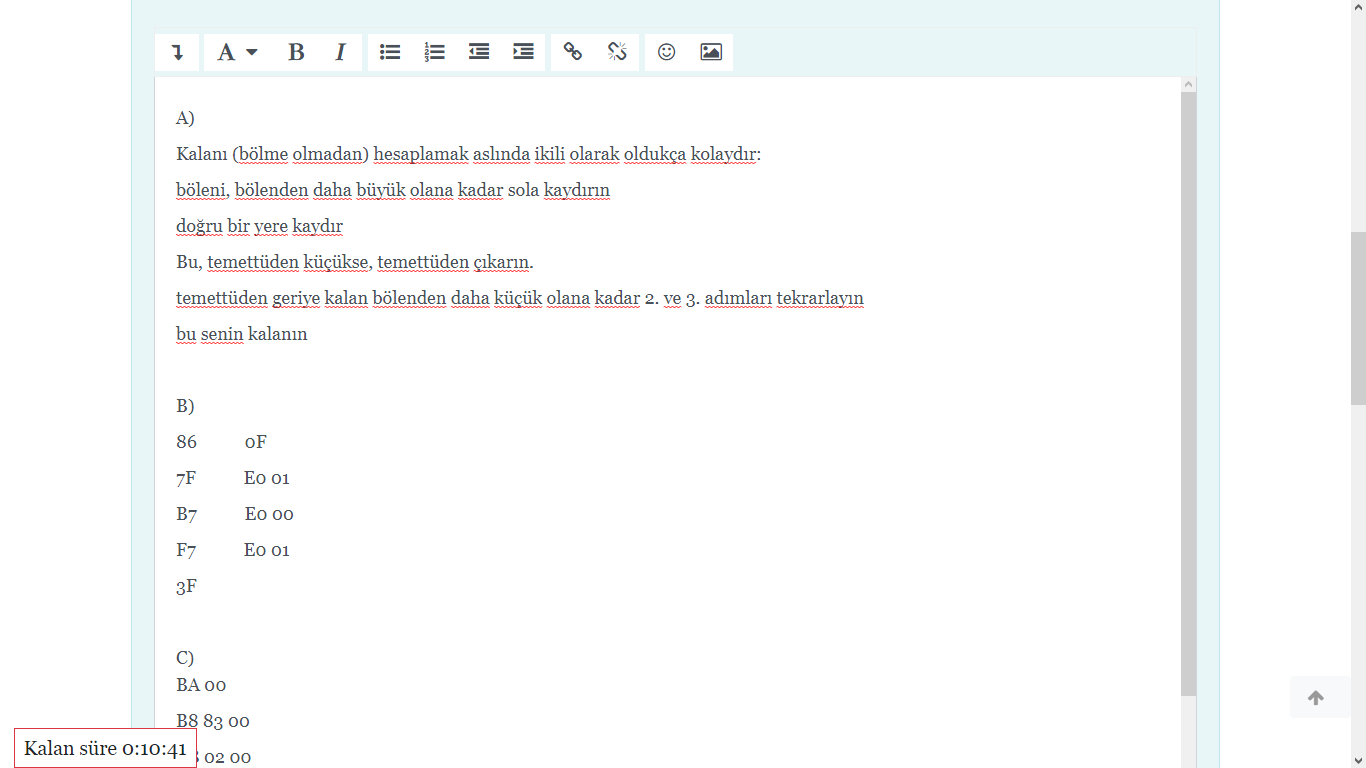 A)
Kalanı (bölme olmadan) hesaplamak aslında ikili olarak oldukça kolaydır:
böleni, bölenden daha büyük olana kadar sola kaydırın
doğru bir yere kaydır
Bu, temettüden küçükse, temettüden çıkarın.
temettüden geriye kalan bölenden daha küçük olana kadar 2. ve 3. adımları tekrarlayın
bu senin kalanın
B)
86 0F
7F E0 01
B7 E0 00
F7 E0 01
3F
C)
BA 00
B8 83 00
02 00
Kalan süre 0:10:41